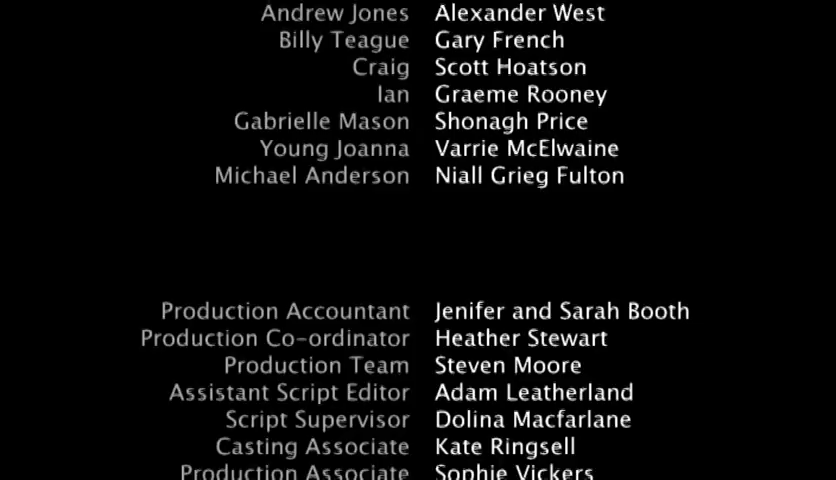 Andrew Jones Alexander West
Billy Teague Gary French
Craig Scott Hoatson
Ian Graeme Rooney
Gabrielle Mason Shonagh Price
Young Joanna Varrie McElwaine
Michael Anderson Niall Grieg Fulton
Production Accountant Jenifer and Sarah Booth
Production Co-ordinator Heather Stewart
Production Team Steven Moore
Assistant Script Editor Adam Leatherland
Script Supervisor Dolina Macfarlane
Casting Associate Kate Ringsell
Production Associate Sophie Vickers